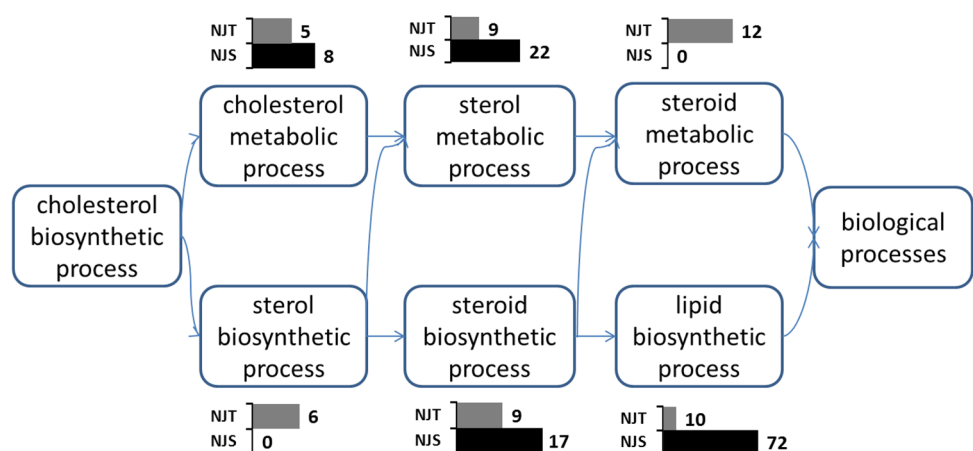 NJT 5
NJS 8
NJT 9
NJS 22
NJT 12
NJS 0
cholesterol
metabolic
process
sterol
metabolic
process
steroid
metabolic
process
cholesterol
biosynthetic
process
biological
processes
sterol
biosynthetic
process
steroid
biosynthetic
process
lipid
biosynthetic
process
NJT 6
NJS 0
NJT 9
NJS 17
NJT 10
NJS 72